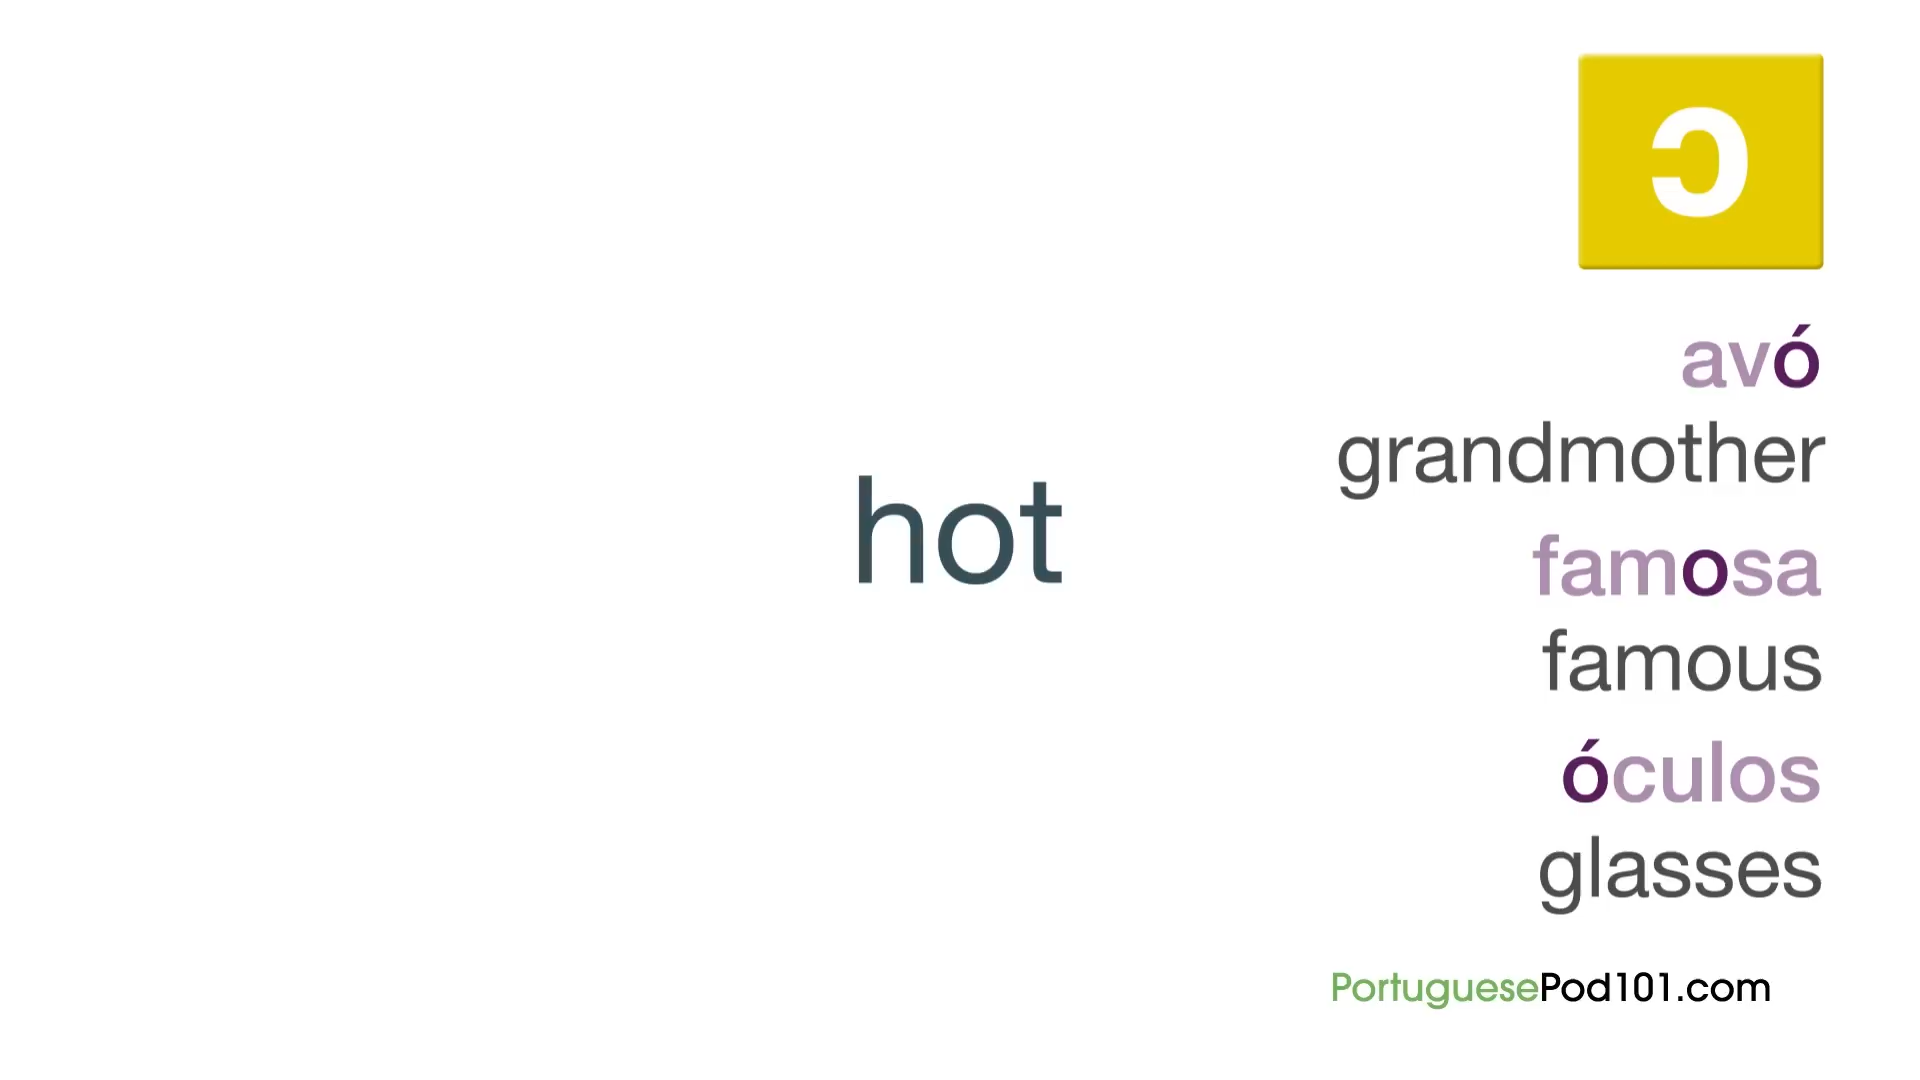 ɔ
avó
grandmother
hot
famosa
famous
óculos
glasses
PortuguesePod101.com